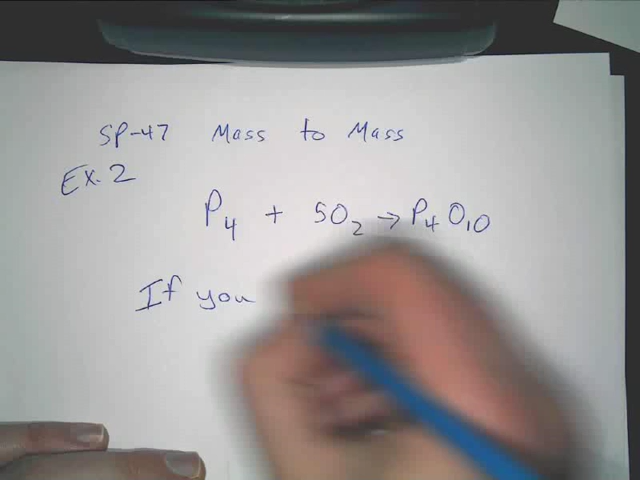 SP-47 Mass to Mass
Ex. 2
P₄ + 5O₂ → P₄O₁₀
If you